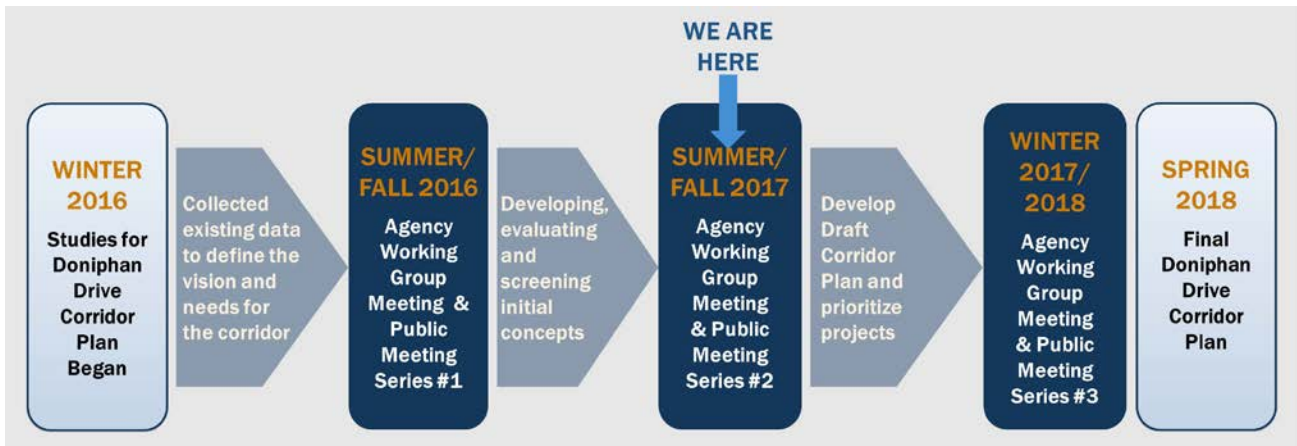 WE ARE
HERE
WINTER
2016
Studies for
Doniphan
Drive
Corridor
Plan
Began
Collected
existing data
to define the
vision and
needs for
the corridor
SUMMER/
FALL 2016
Agency
Working
Group
Meeting &
Public
Meeting
Series #1
Developing,
evaluating
and
screening
initial
concepts
SUMMER/
FALL 2017
Agency
Working
Group
Meeting
& Public
Meeting
Series #2
Develop
Draft
Corridor
Plan and
prioritize
projects
WINTER
2017/
2018
Agency
Working
Group
Meeting
& Public
Meeting
Series #3
SPRING
2018
Final
Doniphan
Drive
Corridor
Plan